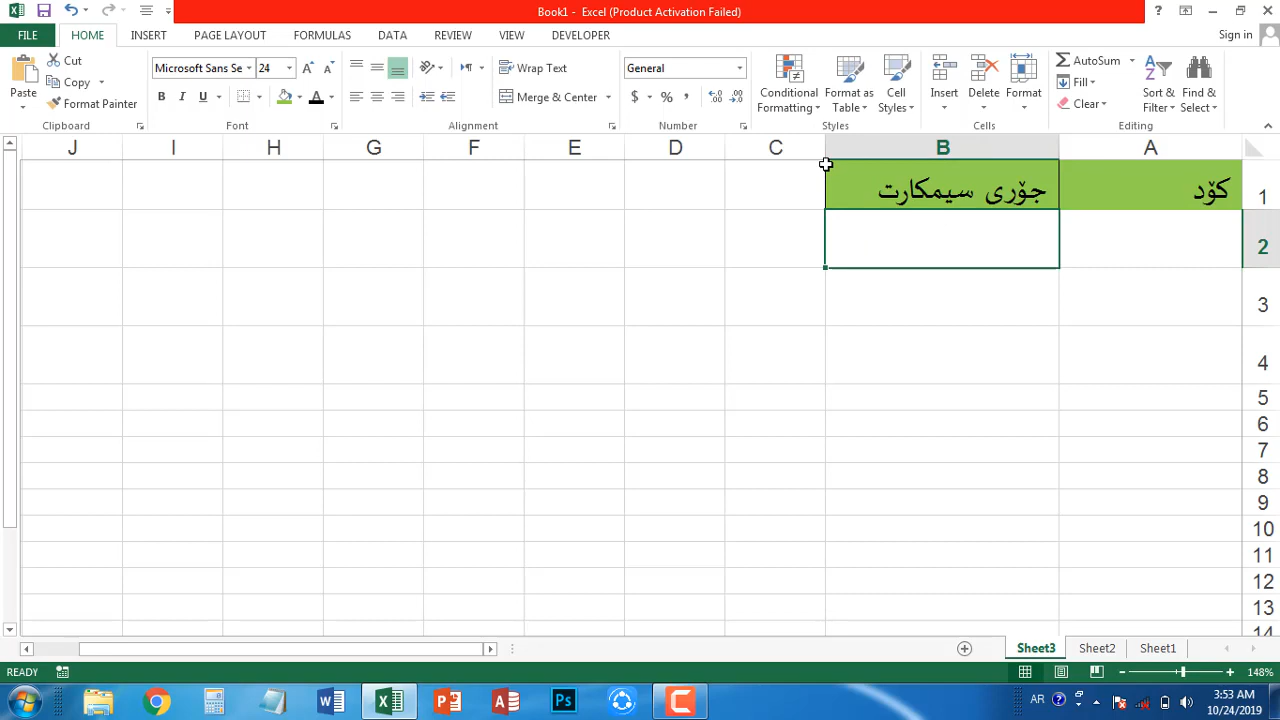 Book1 - Excel (Product Activation Failed)
FILE HOME INSERT PAGE LAYOUT FORMULAS DATA REVIEW VIEW DEVELOPER Sign in
Paste Cut Copy Format Painter Clipboard
Microsoft Sans Se 24 B I U A Font
Wrap Text Merge & Center Alignment
General $ % , Number
Conditional Formatting Format as Table Cell Styles Styles
Insert Delete Format Cells
AutoSum Fill Clear Sort & Filter Find & Select Editing
J I H G F E D C B A
کۆد جۆری سیمکارت 1
2
3
4
5
6
7
8
9
10
11
12
13
14
Sheet3 Sheet2 Sheet1
READY 148%
AR 3:53 AM
10/24/2019